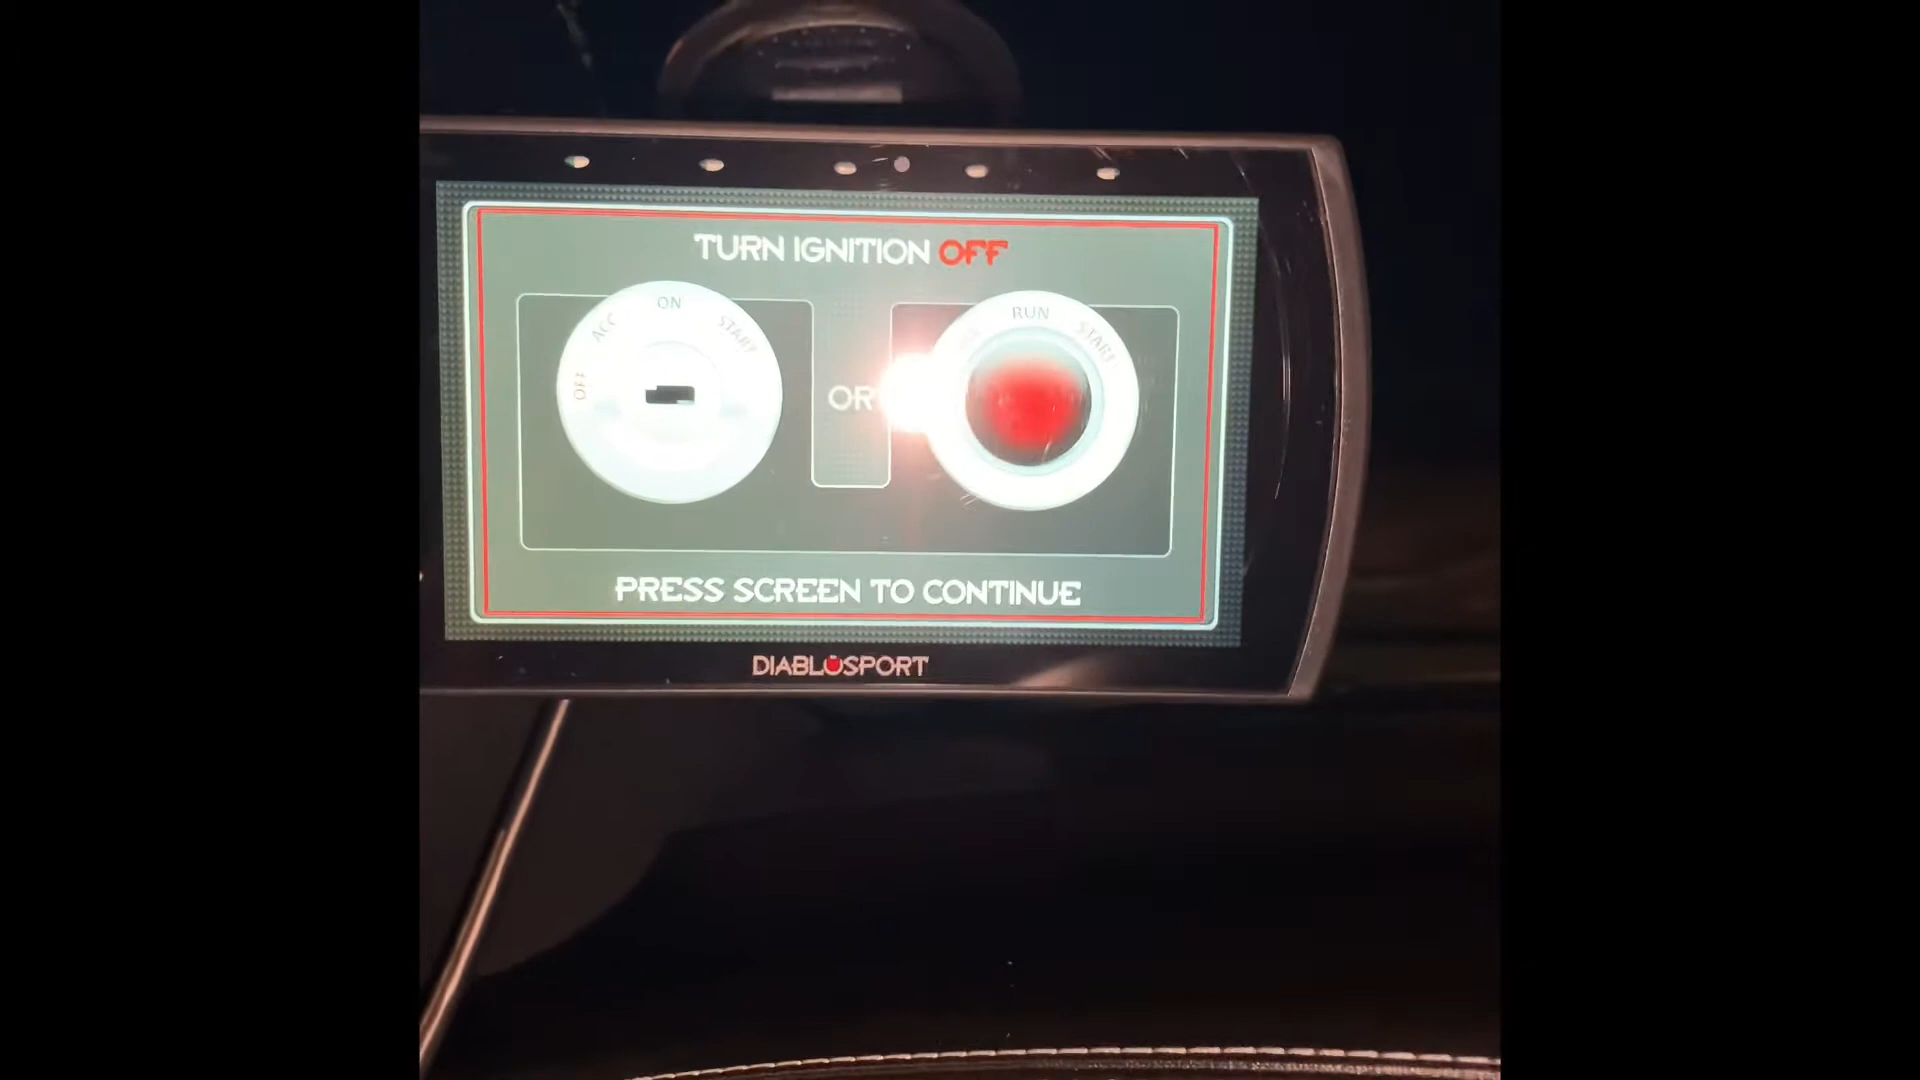 TURN IGNITION OFF
ON
ACC
START
OFF
OR
RUN
START
PRESS SCREEN TO CONTINUE
DIABLOSPORT